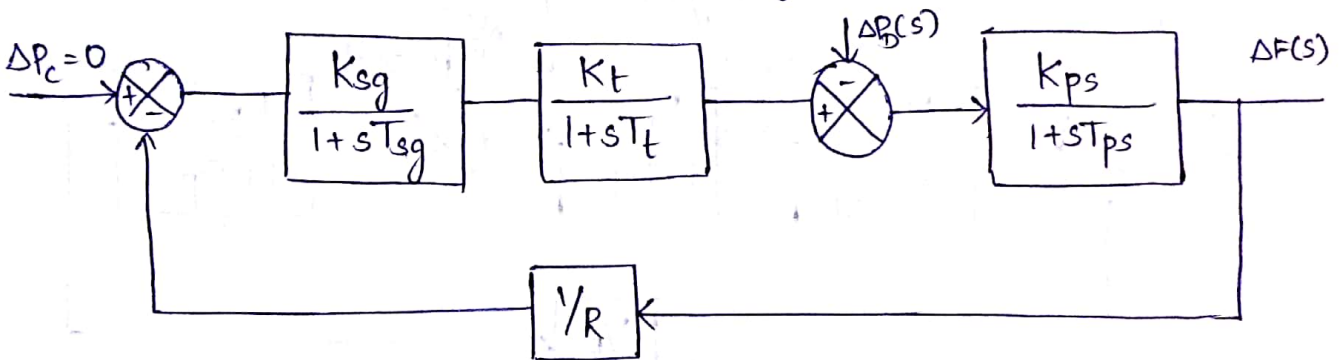 ΔP_C=0
+
-
K_sg
1+sT_sg
K_t
1+sT_t
ΔP_D(s)
-
+
K_ps
1+sT_ps
ΔF(s)
1/R